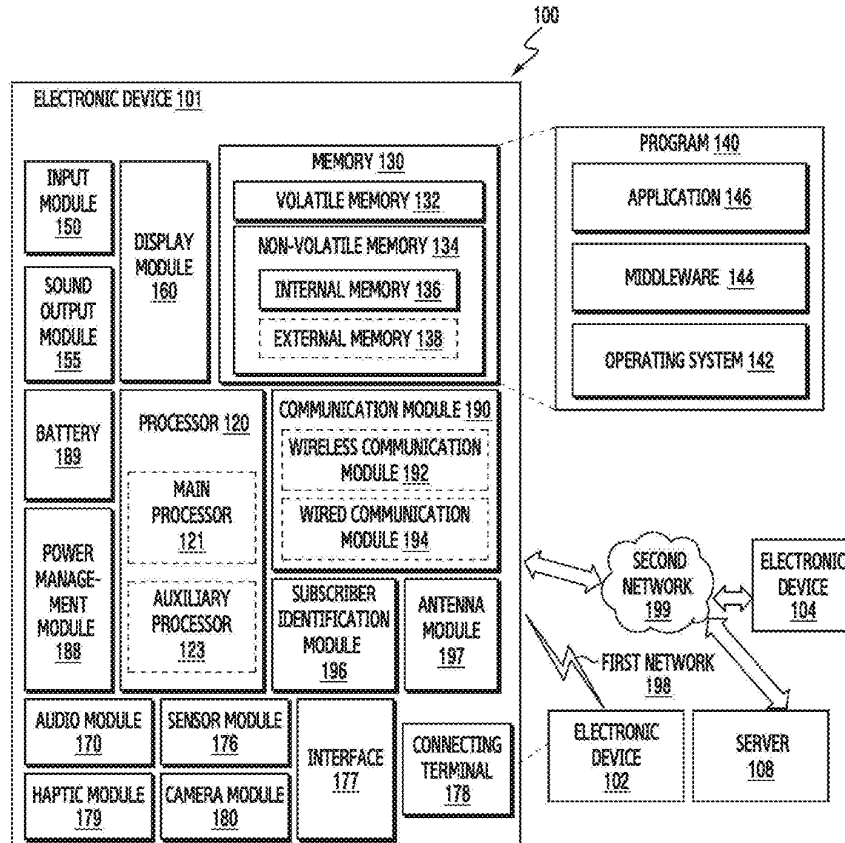 100
ELECTRONIC DEVICE 101
INPUT
MODULE
150
SOUND
OUTPUT
MODULE
155
DISPLAY
MODULE
160
MEMORY 130
VOLATILE MEMORY 132
NON-VOLATILE MEMORY 134
INTERNAL MEMORY 136
EXTERNAL MEMORY 138
PROGRAM 140
APPLICATION 146
MIDDLEWARE 144
OPERATING SYSTEM 142
BATTERY
189
POWER
MANAGE-
MENT
MODULE
188
PROCESSOR 120
MAIN
PROCESSOR
121
AUXILIARY
PROCESSOR
123
COMMUNICATION MODULE 190
WIRELESS COMMUNICATION
MODULE 192
WIRED COMMUNICATION
MODULE 194
SUBSCRIBER
IDENTIFICATION
MODULE
196
ANTENNA
MODULE
197
SECOND
NETWORK
199
ELECTRONIC
DEVICE
104
FIRST NETWORK
198
AUDIO MODULE
170
SENSOR MODULE
176
INTERFACE
177
CONNECTING
TERMINAL
178
HAPTIC MODULE
179
CAMERA MODULE
180
ELECTRONIC
DEVICE
102
SERVER
108